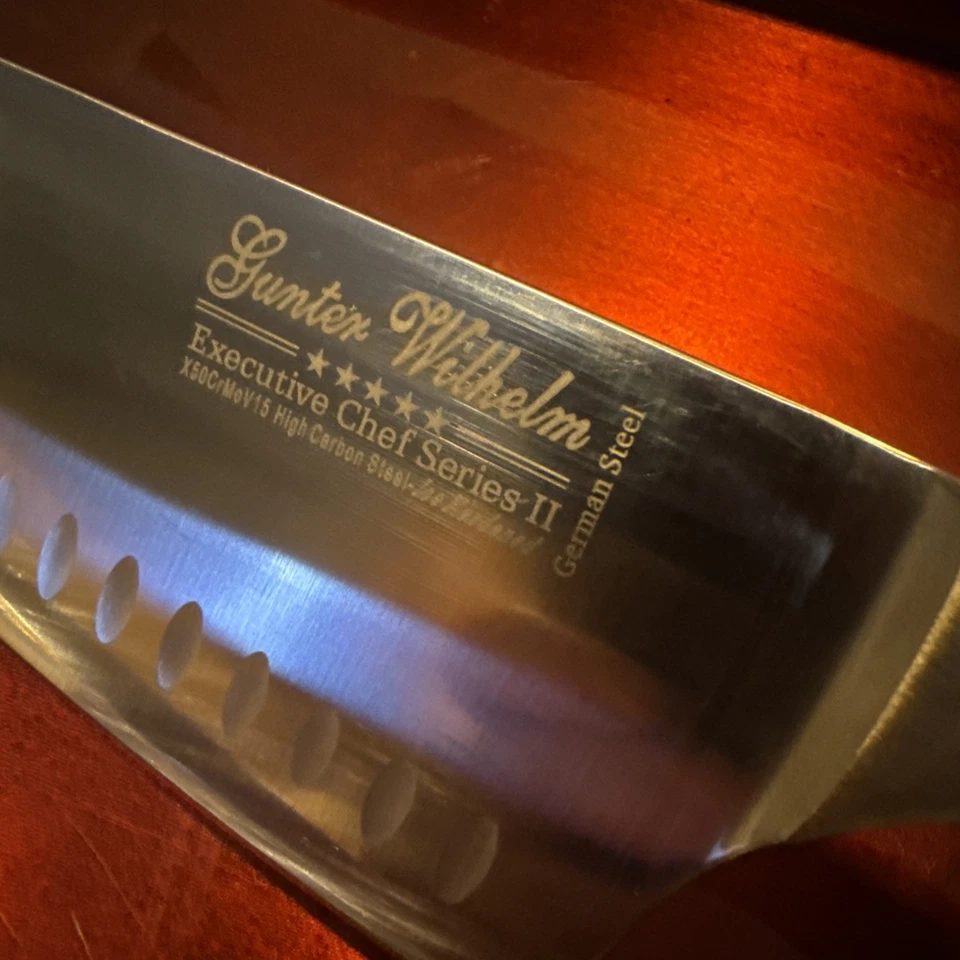 Gunter Wilhelm
★★★★★
Executive Chef Series II
X50CrMoV15 High Carbon Steel-
German Steel